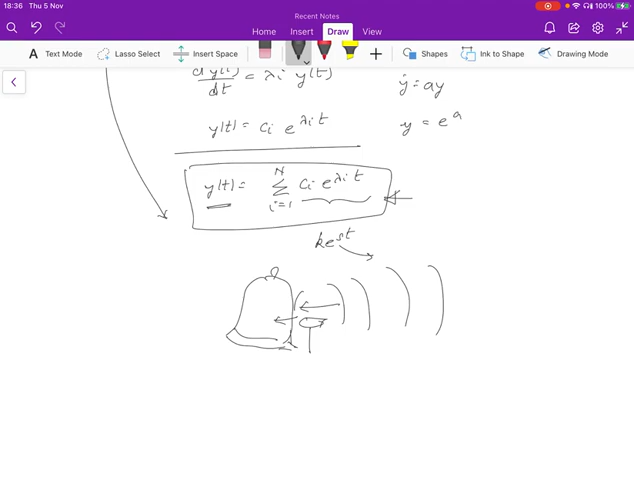 18:36 Thu 5 Nov
100%
Recent Notes
Home Insert Draw View
A Text Mode Lasso Select Insert Space Shapes Ink to Shape Drawing Mode
dy(t)/dt = λi y(t)
ẏ = ay
y(t) = Ci e^λi t
y = e^a
y(t) = N Σ i=1 Ci e^λi t
ke^st